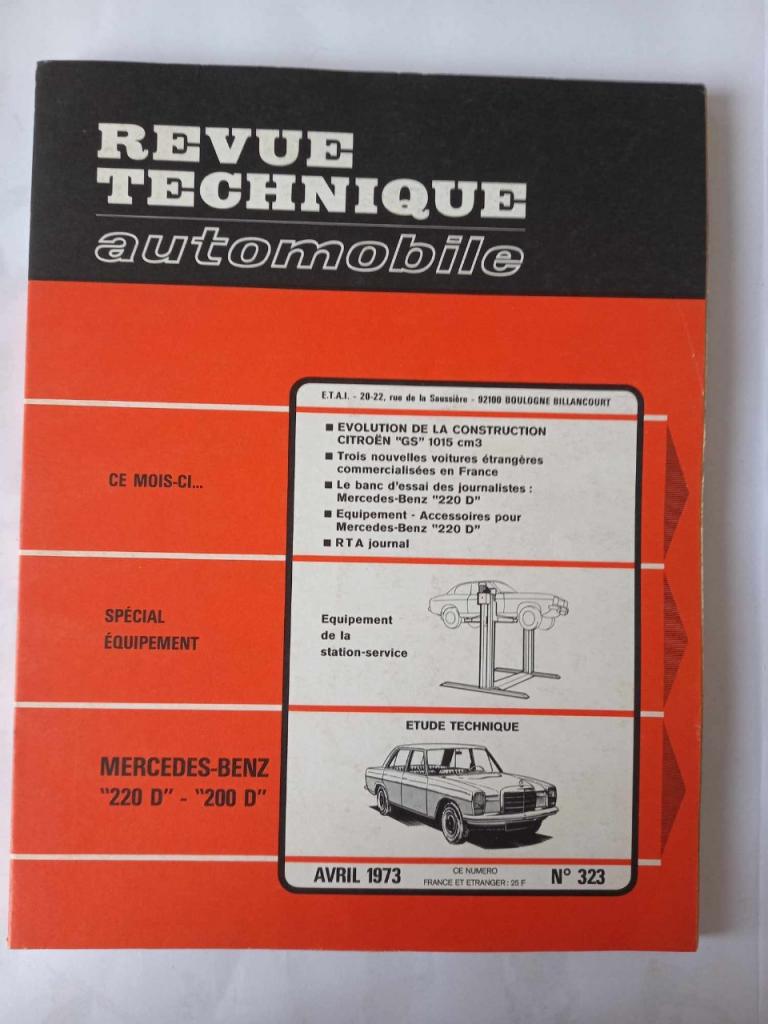 REVUE
TECHNIQUE
automobile
E.T.A.I. - 20-22, rue de la Saussière - 92100 BOULOGNE BILLANCOURT
CE MOIS-CI...
■ EVOLUTION DE LA CONSTRUCTION
CITROËN "GS" 1015 cm3
■ Trois nouvelles voitures étrangères
commercialisées en France
■ Le banc d'essai des journalistes :
Mercedes-Benz "220 D"
■ Equipement - Accessoires pour
Mercedes-Benz "220 D"
■ RTA journal
SPÉCIAL
ÉQUIPEMENT
Equipement
de la
station-service
MERCEDES-BENZ
"220 D" - "200 D"
ETUDE TECHNIQUE
AVRIL 1973
CE NUMERO
FRANCE ET ETRANGER : 25 F
N° 323